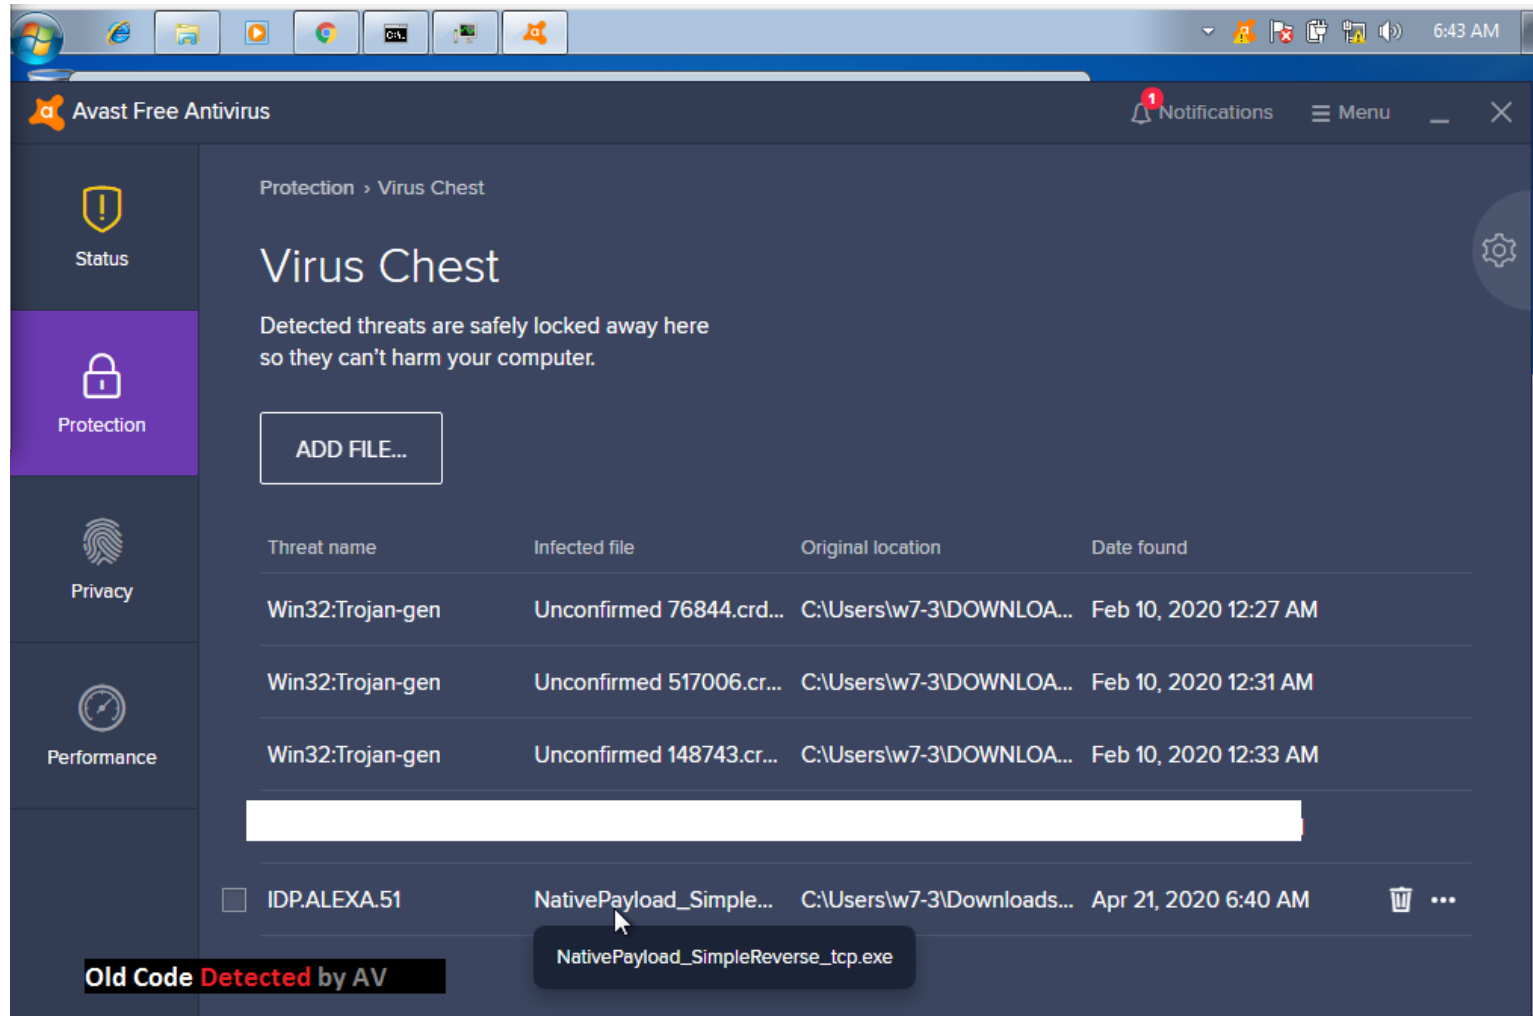 C:\.
6:43 AM
Avast Free Antivirus
1
Notifications
Menu
Status
Protection
Privacy
Performance
Protection › Virus Chest
Virus Chest
Detected threats are safely locked away here
so they can't harm your computer.
ADD FILE...
Threat name Infected file Original location Date found
Win32:Trojan-gen Unconfirmed 76844.crd... C:\Users\w7-3\DOWNLOA... Feb 10, 2020 12:27 AM
Win32:Trojan-gen Unconfirmed 517006.cr... C:\Users\w7-3\DOWNLOA... Feb 10, 2020 12:31 AM
Win32:Trojan-gen Unconfirmed 148743.cr... C:\Users\w7-3\DOWNLOA... Feb 10, 2020 12:33 AM
IDP.ALEXA.51 NativePayload_Simple... C:\Users\w7-3\Downloads... Apr 21, 2020 6:40 AM
NativePayload_SimpleReverse_tcp.exe
Old Code Detected by AV